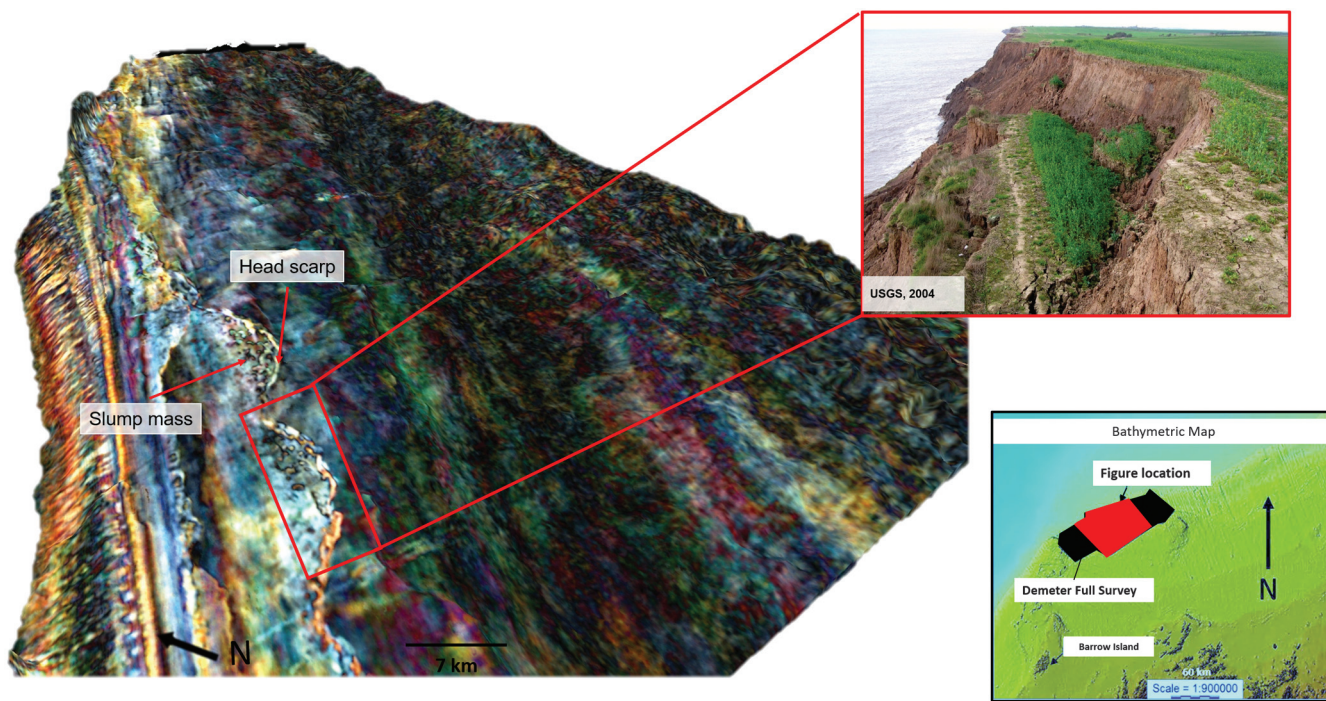 Head scarp
Slump mass
N
7 km
USGS, 2004
Bathymetric Map
Figure location
Demeter Full Survey
N
Barrow Island
60 km
Scale = 1:900000